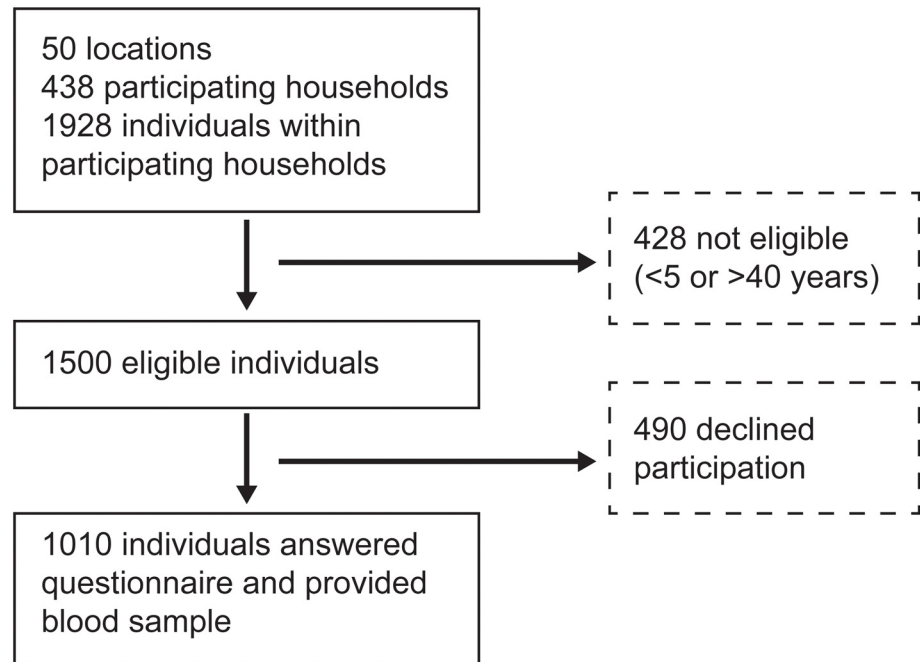 50 locations
438 participating households
1928 individuals within
participating households
428 not eligible
(<5 or >40 years)
1500 eligible individuals
490 declined
participation
1010 individuals answered
questionnaire and provided
blood sample